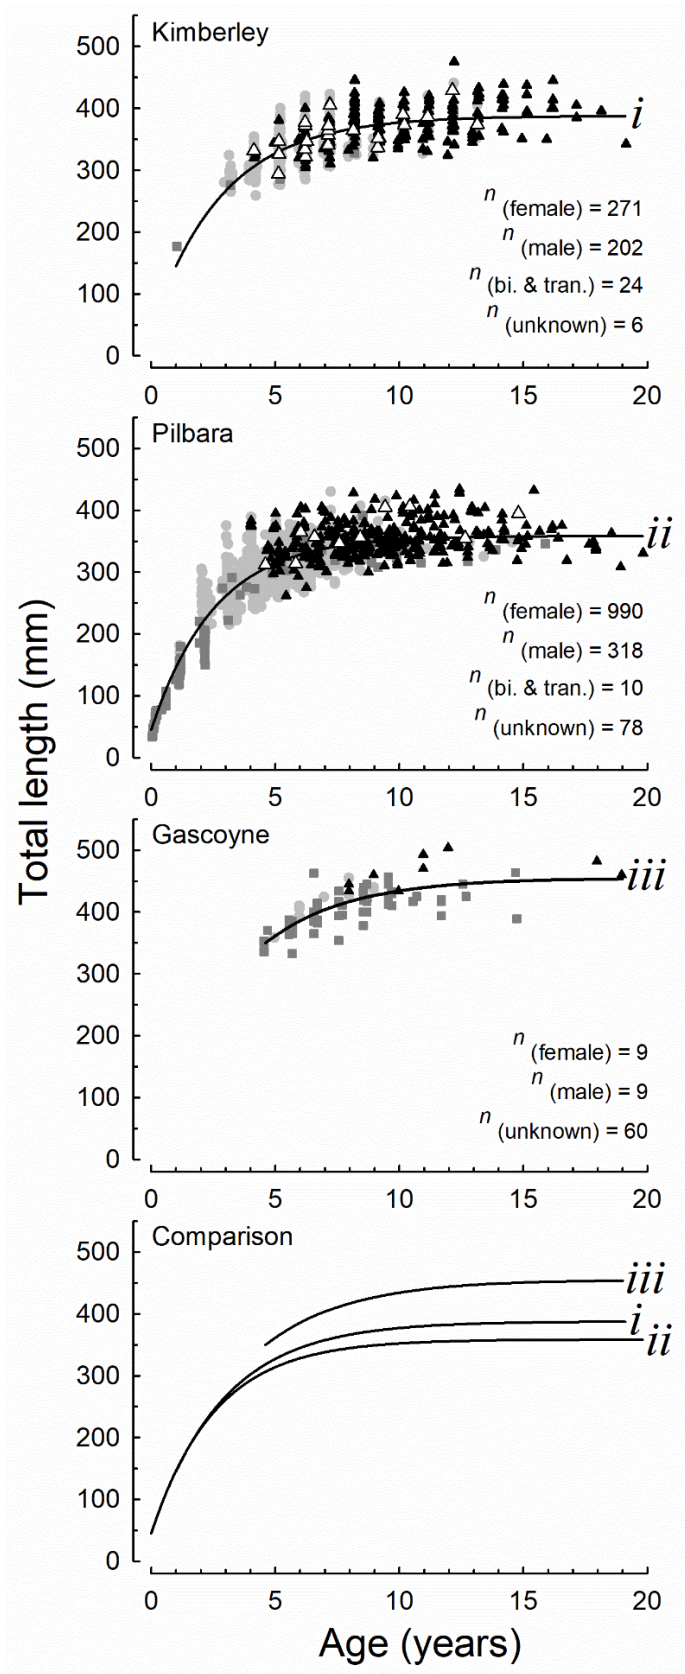 Kimberley
500
400
300
200
100
0
i
n (female) = 271
n (male) = 202
n (bi. & tran.) = 24
n (unknown) = 6
0 5 10 15 20
Pilbara
500
400
300
200
100
0
ii
n (female) = 990
n (male) = 318
n (bi. & tran.) = 10
n (unknown) = 78
0 5 10 15 20
Total length (mm)
Gascoyne
500
400
300
200
100
0
iii
n (female) = 9
n (male) = 9
n (unknown) = 60
0 5 10 15 20
Comparison
500
400
300
200
100
0
iii
i
ii
0 5 10 15 20
Age (years)